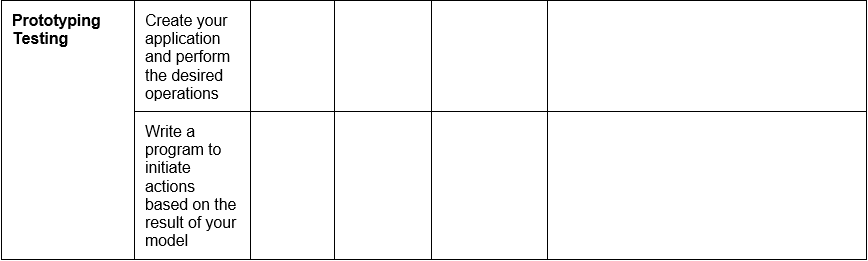 Prototyping
Testing
Create your
application
and perform
the desired
operations
Write a
program to
initiate
actions
based on the
result of your
model